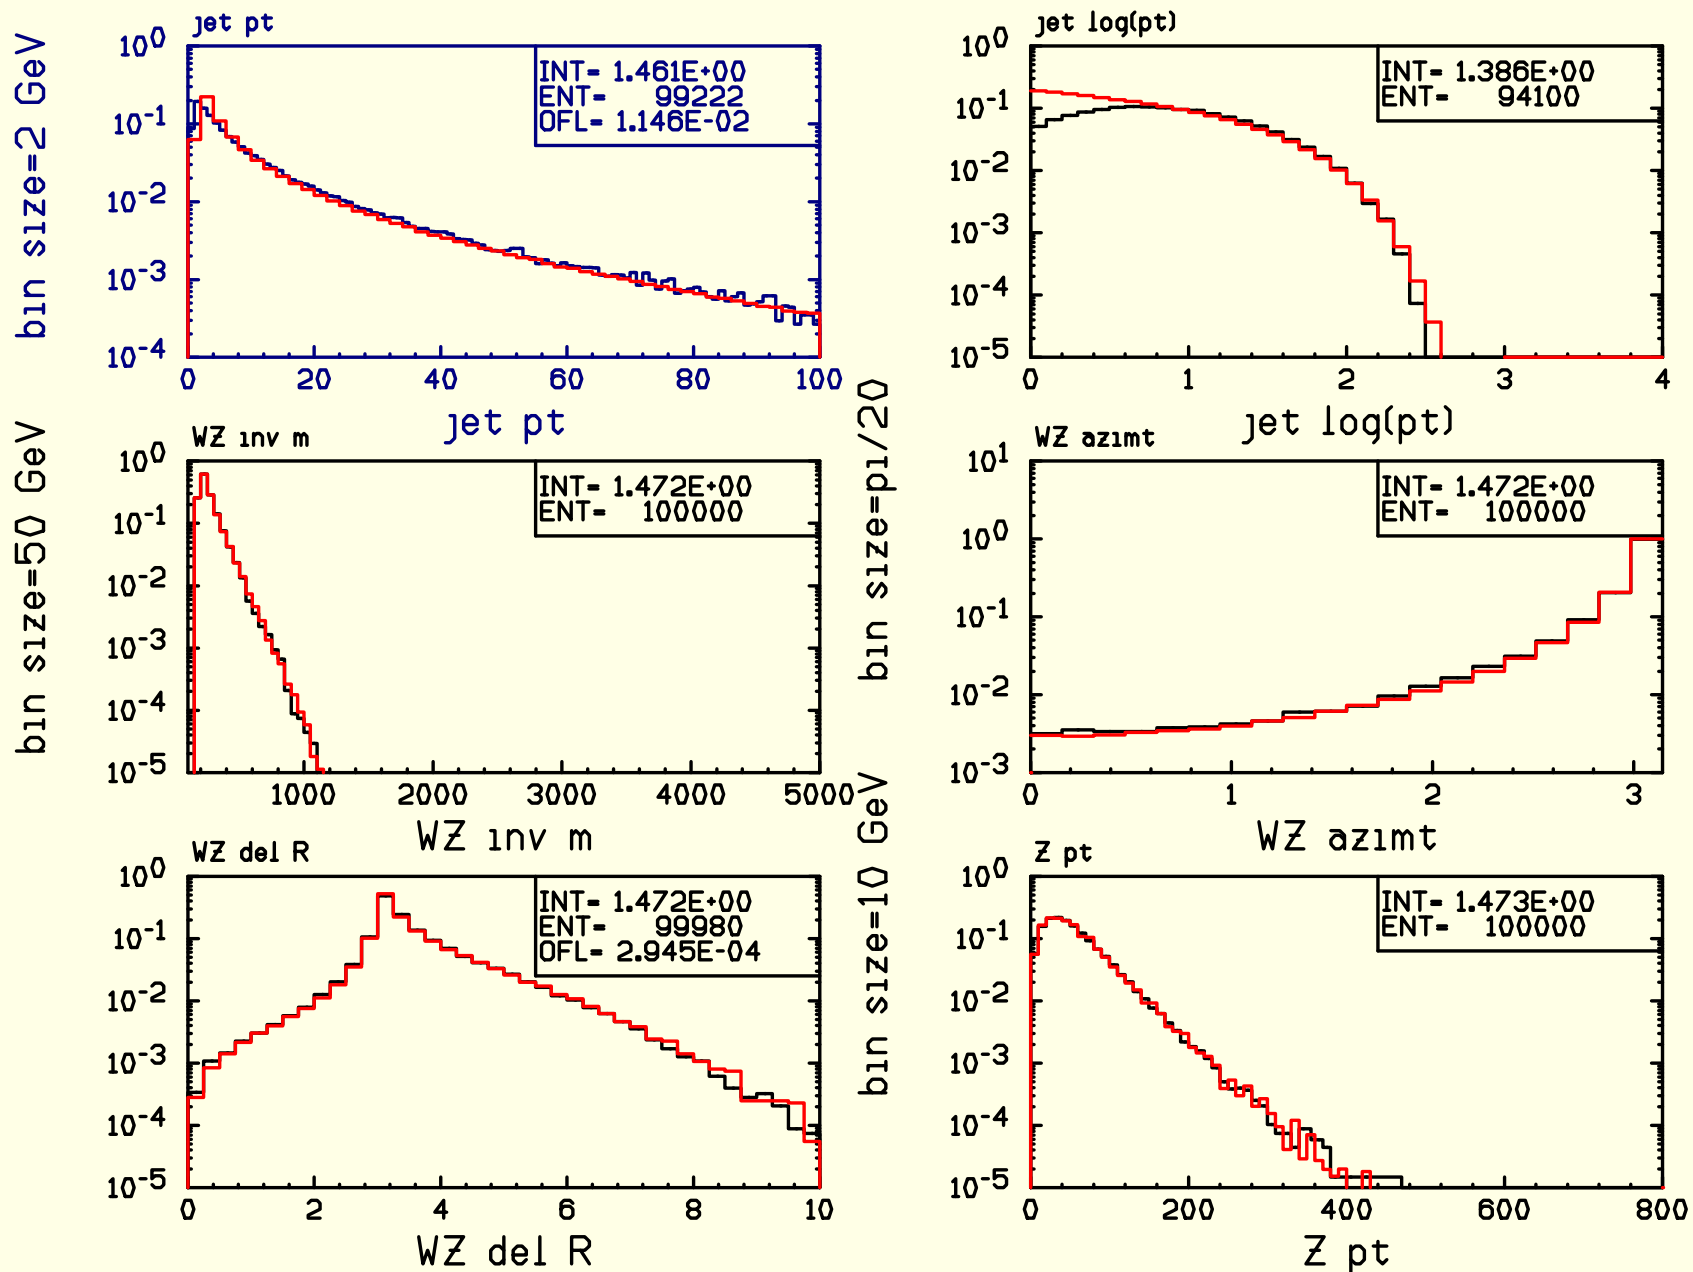 jet pt
bin size=2 GeV
10^0
10^-1
10^-2
10^-3
10^-4
INT= 1.461E+00
ENT= 99222
OFL= 1.146E-02
0 20 40 60 80 100
jet pt
jet log(pt)
10^0
10^-1
10^-2
10^-3
10^-4
10^-5
INT= 1.386E+00
ENT= 94100
0 1 2 3 4
jet log(pt)
WZ inv m
bin size=50 GeV
10^0
10^-1
10^-2
10^-3
10^-4
10^-5
INT= 1.472E+00
ENT= 100000
1000 2000 3000 4000 5000
WZ inv m
WZ azimt
bin size=pi/20
10^1
10^0
10^-1
10^-2
10^-3
INT= 1.472E+00
ENT= 100000
0 1 2 3
WZ azimt
WZ del R
10^0
10^-1
10^-2
10^-3
10^-4
10^-5
INT= 1.472E+00
ENT= 99980
OFL= 2.945E-04
0 2 4 6 8 10
WZ del R
Z pt
bin size=10 GeV
10^0
10^-1
10^-2
10^-3
10^-4
10^-5
INT= 1.473E+00
ENT= 100000
0 200 400 600 800
Z pt